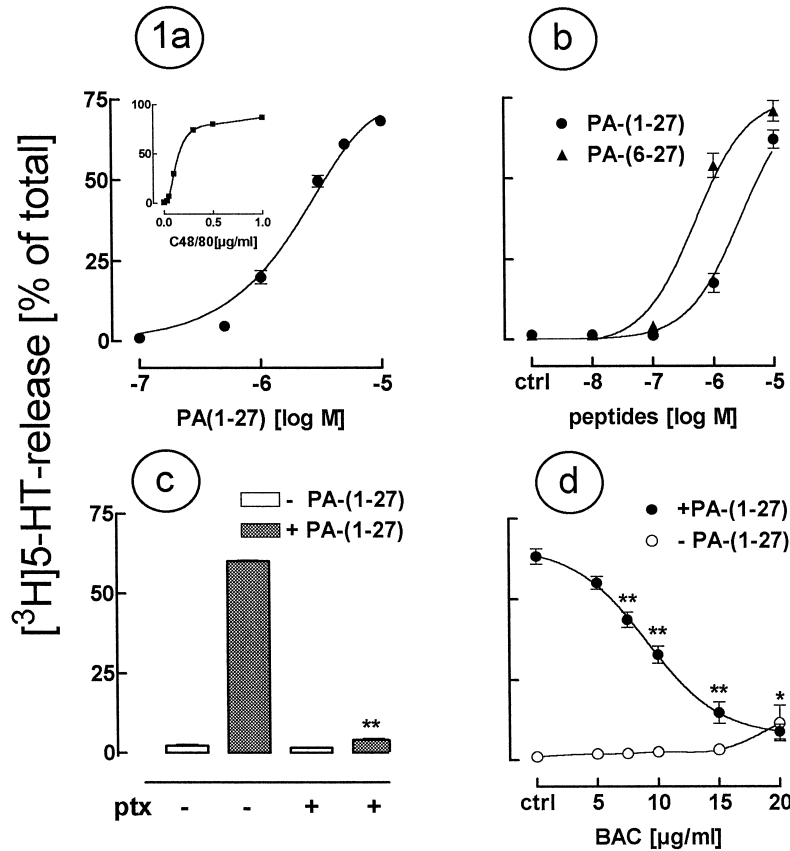 1a
b
[³H]5-HT-release [% of total]
75
50
25
0
100
50
0
0.0 0.5 1.0
C48/80[µg/ml]
-7 -6 -5
PA(1-27) [log M]
PA-(1-27)
PA-(6-27)
ctrl -8 -7 -6 -5
peptides [log M]
c
d
- PA-(1-27)
+ PA-(1-27)
75
50
25
0
**
ptx - - + +
+PA-(1-27)
- PA-(1-27)
**
**
**
*
ctrl 5 10 15 20
BAC [µg/ml]